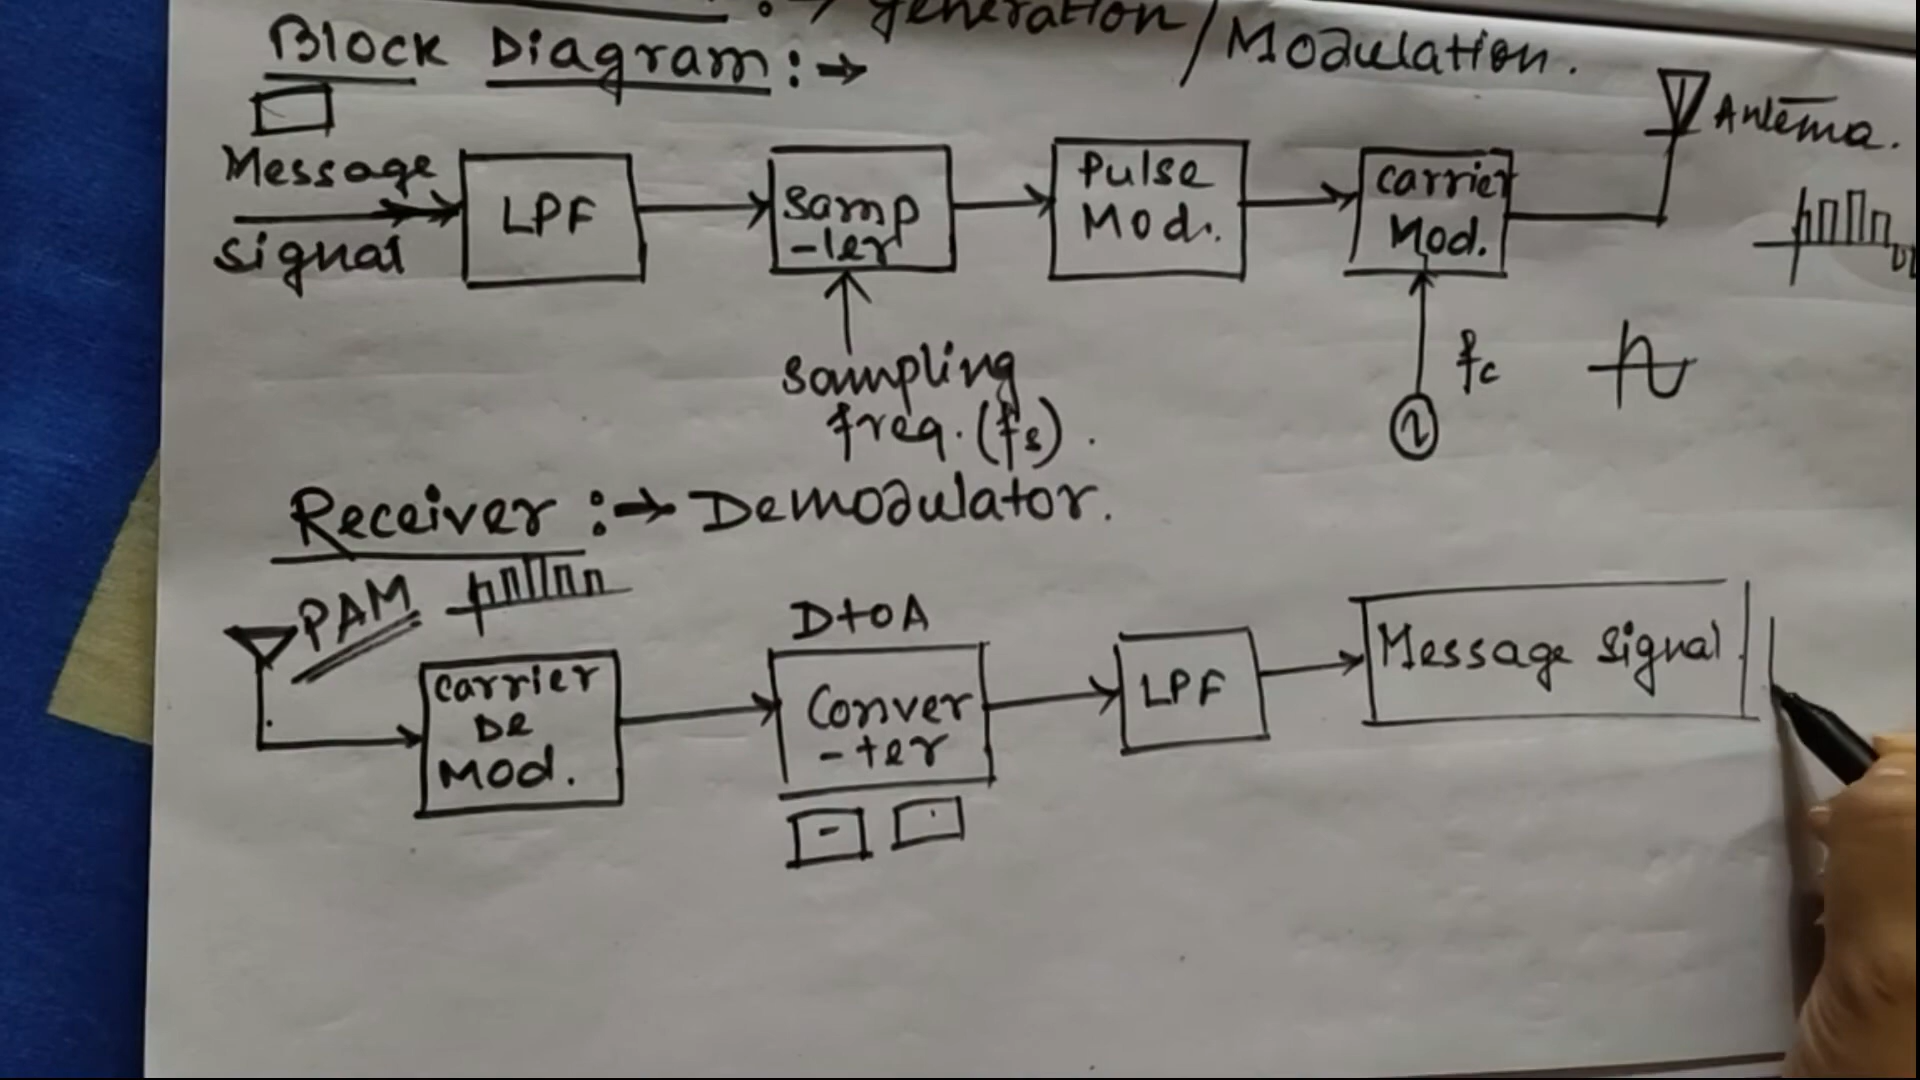 :→ generation/Modulation.
Block Diagram:→
Antenna.
Message
signal
LPF
Samp
-ler
Pulse
Mod.
carrier
Mod.
sampling
freq.(fs).
fc
Receiver:→ Demodulator.
PAM
carrier
De
Mod.
DtoA
Conver
-ter
LPF
Message signal.